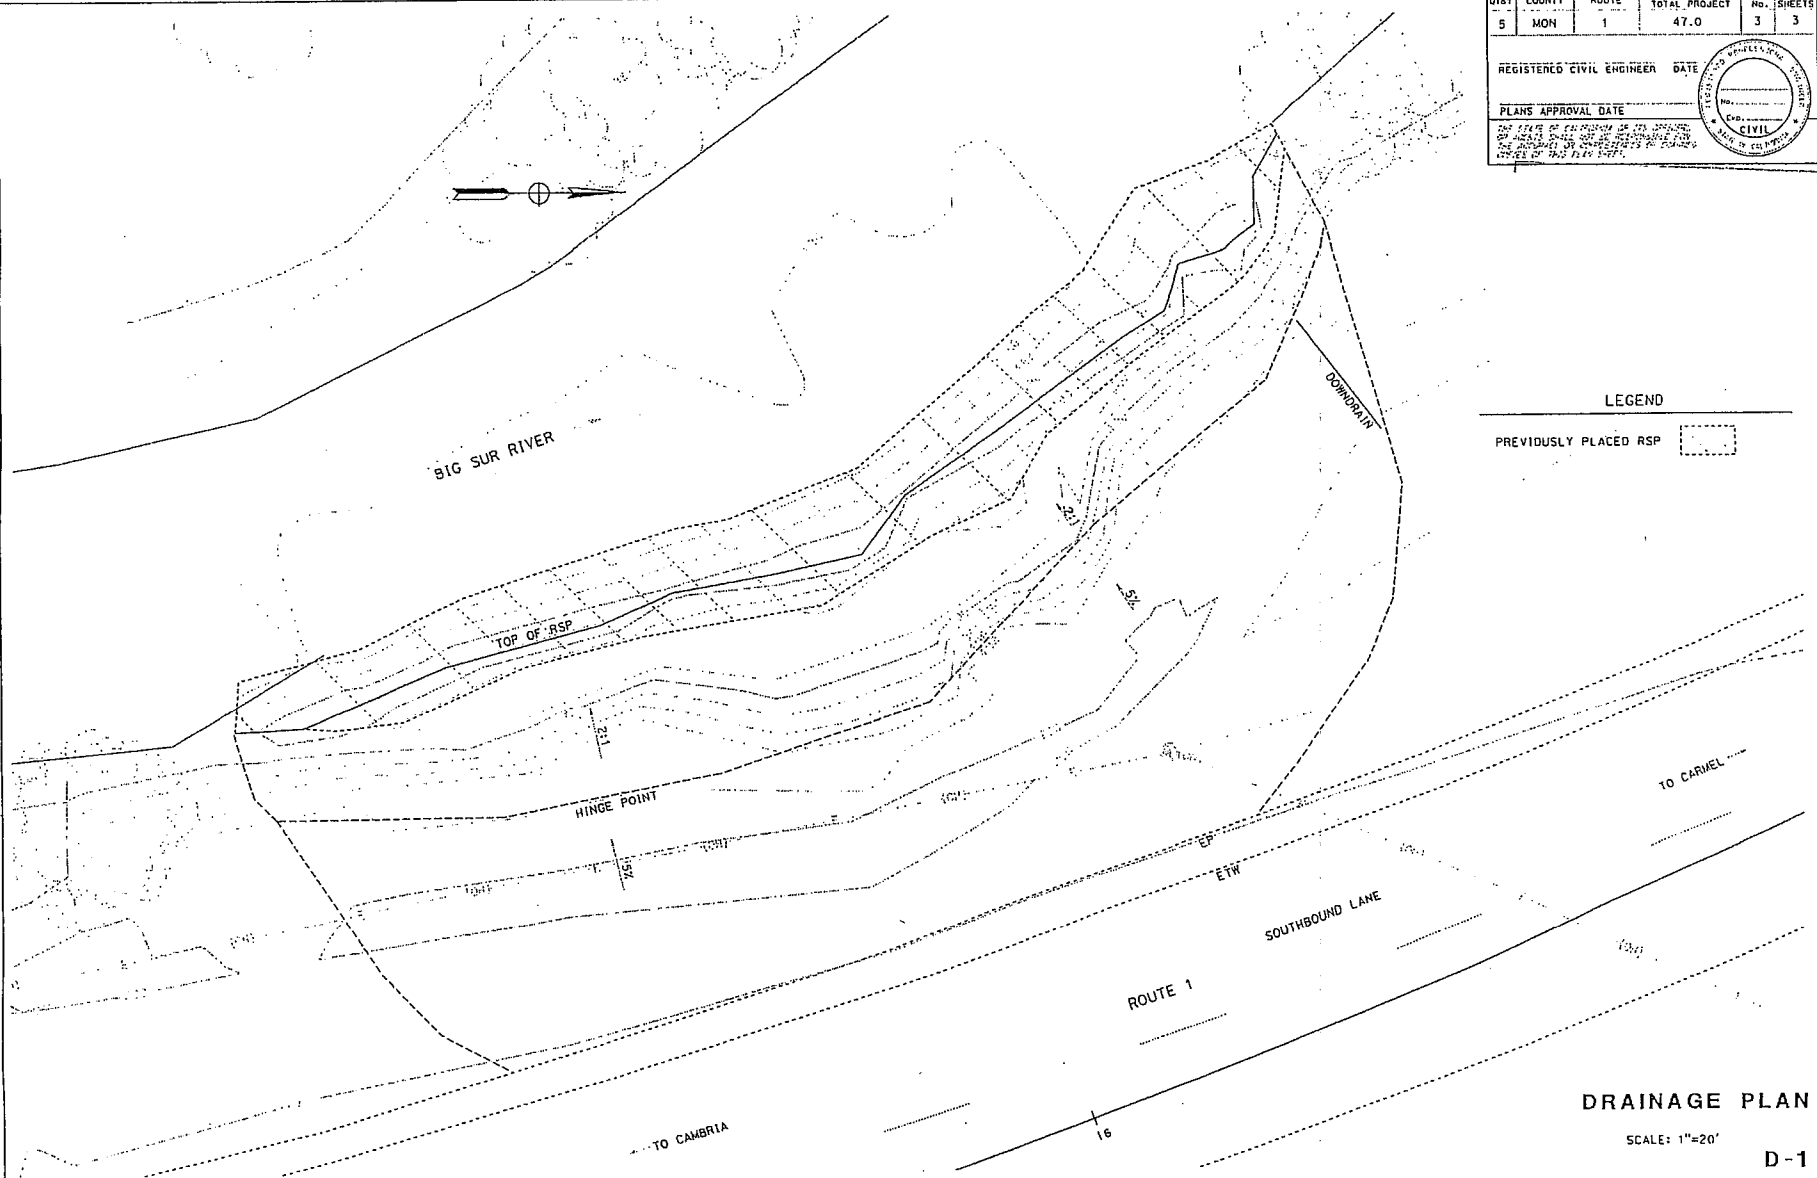 DIST COUNTY ROUTE TOTAL PROJECT No. SHEETS
5 MON 1 47.0 3 3
REGISTERED CIVIL ENGINEER DATE
PLANS APPROVAL DATE
No.
Exp.
CIVIL
DOWNDRAIN
LEGEND
PREVIOUSLY PLACED RSP
BIG SUR RIVER
2:1
5%
TOP OF RSP
2:1
HINGE POINT
5%
TO CARMEL
EP
ETW
SOUTHBOUND LANE
ROUTE 1
TO CAMBRIA
16
DRAINAGE PLAN
SCALE: 1"=20'
D-1